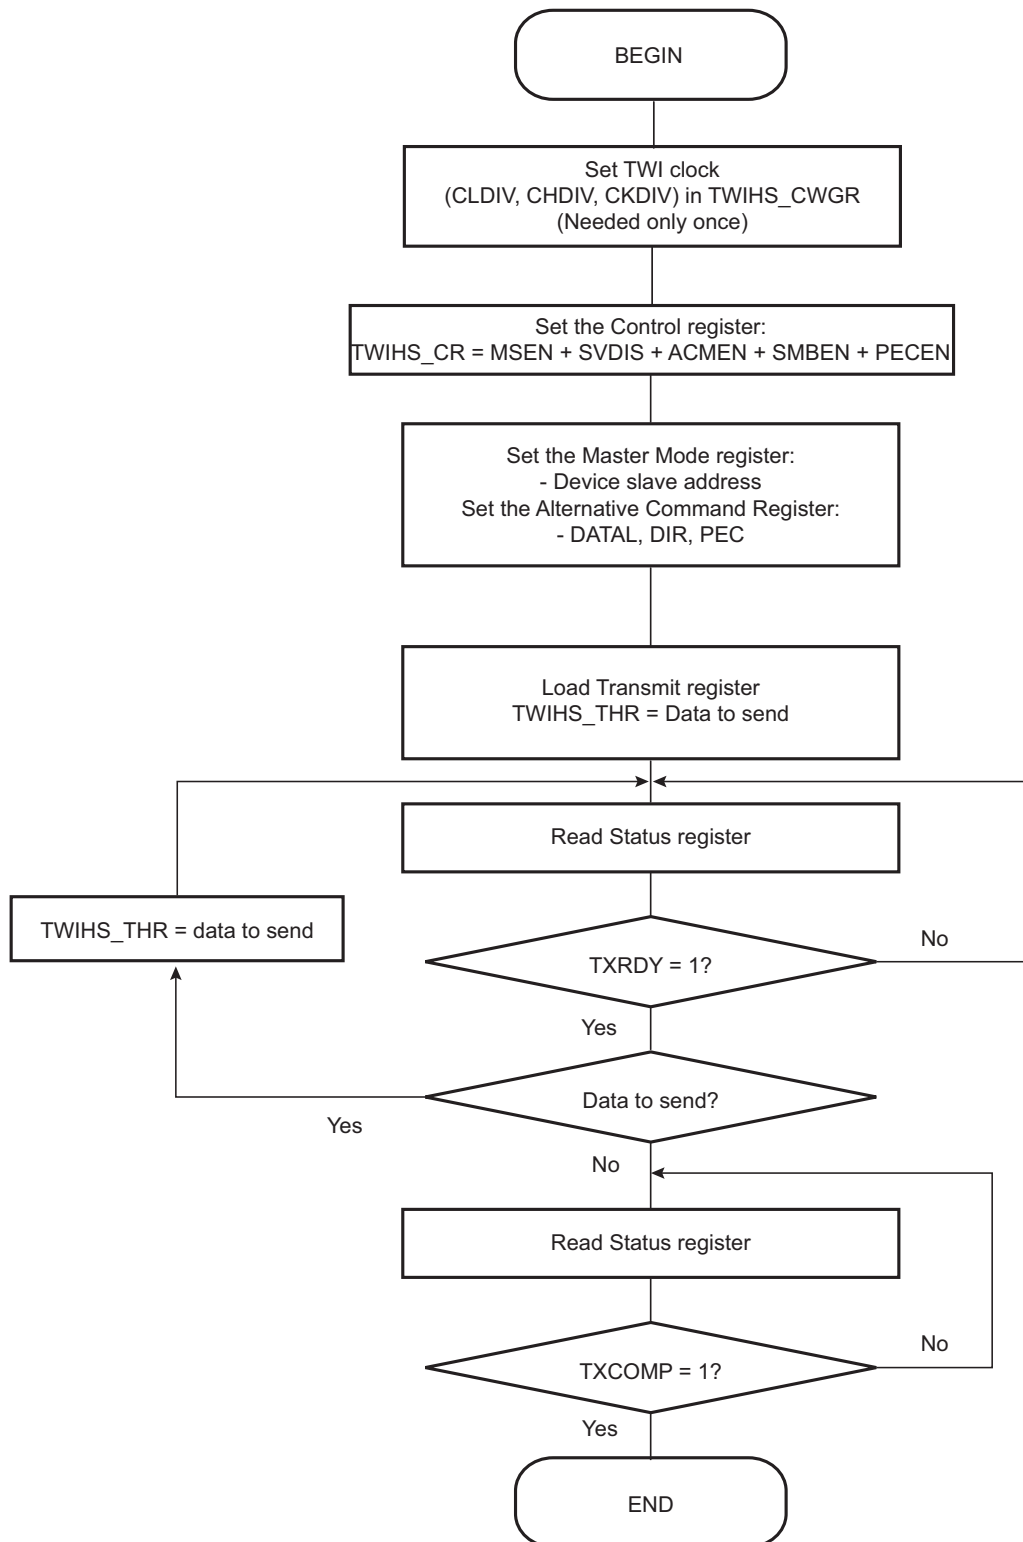 BEGIN
Set TWI clock
(CLDIV, CHDIV, CKDIV) in TWIHS_CWGR
(Needed only once)
Set the Control register:
TWIHS_CR = MSEN + SVDIS + ACMEN + SMBEN + PECEN
Set the Master Mode register:
- Device slave address
Set the Alternative Command Register:
- DATAL, DIR, PEC
Load Transmit register
TWIHS_THR = Data to send
Read Status register
TWIHS_THR = data to send
TXRDY = 1?
No
Yes
Data to send?
Yes
No
Read Status register
TXCOMP = 1?
No
Yes
END